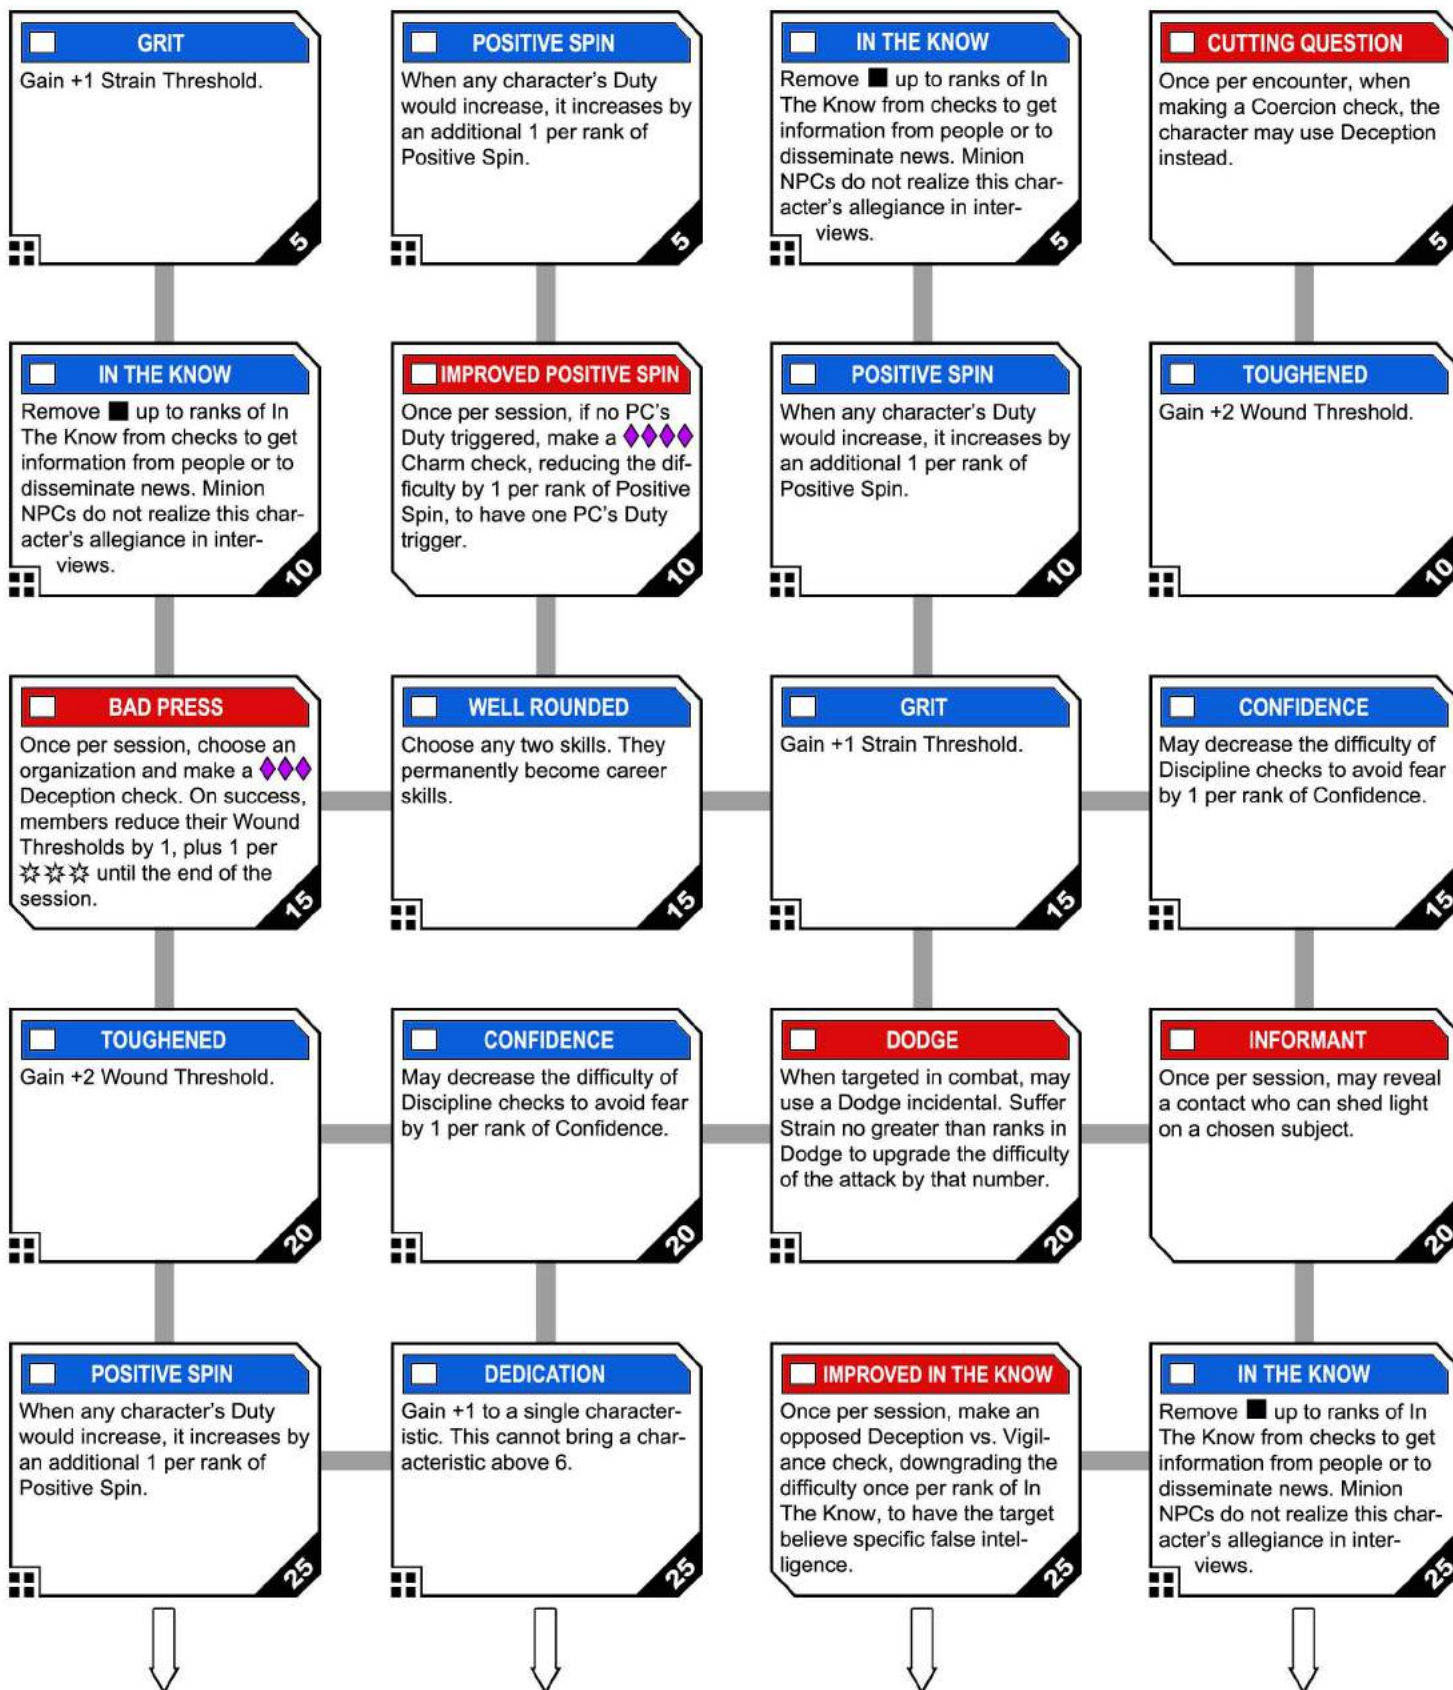 GRIT
Gain +1 Strain Threshold.
5
POSITIVE SPIN
When any character's Duty
would increase, it increases by
an additional 1 per rank of
Positive Spin.
5
IN THE KNOW
Remove ■ up to ranks of In
The Know from checks to get
information from people or to
disseminate news. Minion
NPCs do not realize this char-
acter's allegiance in inter-
views.
5
CUTTING QUESTION
Once per encounter, when
making a Coercion check, the
character may use Deception
instead.
5
IN THE KNOW
Remove ■ up to ranks of In
The Know from checks to get
information from people or to
disseminate news. Minion
NPCs do not realize this char-
acter's allegiance in inter-
views.
10
IMPROVED POSITIVE SPIN
Once per session, if no PC's
Duty triggered, make a ◆◆◆◆
Charm check, reducing the dif-
ficulty by 1 per rank of Positive
Spin, to have one PC's Duty
trigger.
10
POSITIVE SPIN
When any character's Duty
would increase, it increases by
an additional 1 per rank of
Positive Spin.
10
TOUGHENED
Gain +2 Wound Threshold.
10
BAD PRESS
Once per session, choose an
organization and make a ◆◆◆
Deception check. On success,
members reduce their Wound
Thresholds by 1, plus 1 per
until the end of the
session.
15
WELL ROUNDED
Choose any two skills. They
permanently become career
skills.
15
GRIT
Gain +1 Strain Threshold.
15
CONFIDENCE
May decrease the difficulty of
Discipline checks to avoid fear
by 1 per rank of Confidence.
15
TOUGHENED
Gain +2 Wound Threshold.
20
CONFIDENCE
May decrease the difficulty of
Discipline checks to avoid fear
by 1 per rank of Confidence.
20
DODGE
When targeted in combat, may
use a Dodge incidental. Suffer
Strain no greater than ranks in
Dodge to upgrade the difficulty
of the attack by that number.
20
INFORMANT
Once per session, may reveal
a contact who can shed light
on a chosen subject.
20
POSITIVE SPIN
When any character's Duty
would increase, it increases by
an additional 1 per rank of
Positive Spin.
25
DEDICATION
Gain +1 to a single character-
istic. This cannot bring a char-
acteristic above 6.
25
IMPROVED IN THE KNOW
Once per session, make an
opposed Deception vs. Vigil-
ance check, downgrading the
difficulty once per rank of In
The Know, to have the target
believe specific false intel-
ligence.
25
IN THE KNOW
Remove ■ up to ranks of In
The Know from checks to get
information from people or to
disseminate news. Minion
NPCs do not realize this char-
acter's allegiance in inter-
views.
25